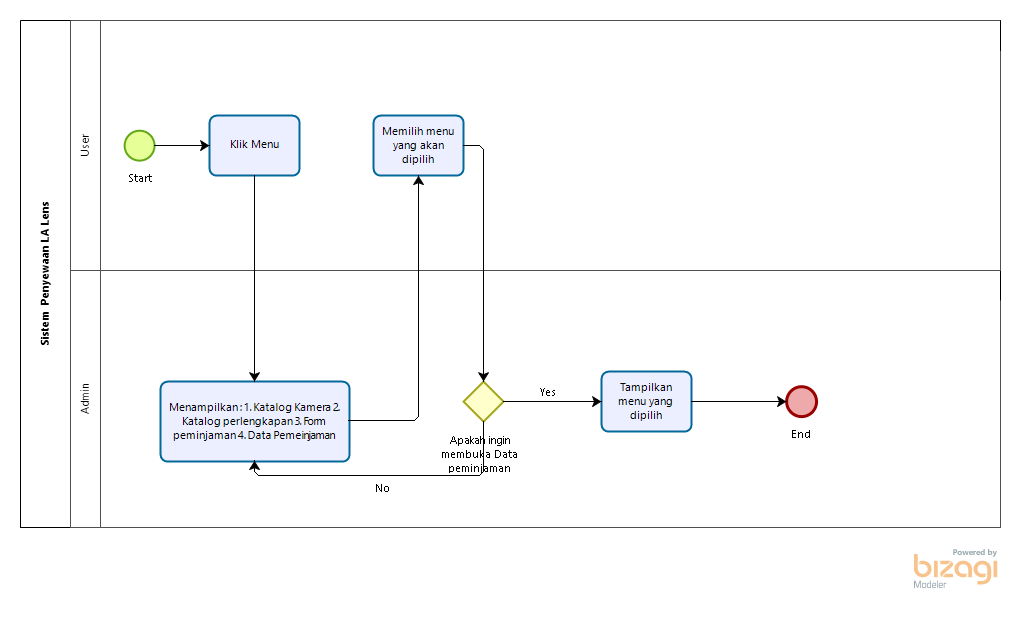 Sistem Penyewaan LA Lens
User
Start
Klik Menu
Memilih menu
yang akan
dipilih
Admin
Menampilkan : 1. Katalog Kamera 2.
Katalog perlengkapan 3. Form
peminjaman 4. Data Pemeinjaman
Apakah ingin
membuka Data
peminjaman
Yes
No
Tampilkan
menu yang
dipilih
End
Powered by
bizagi
Modeler